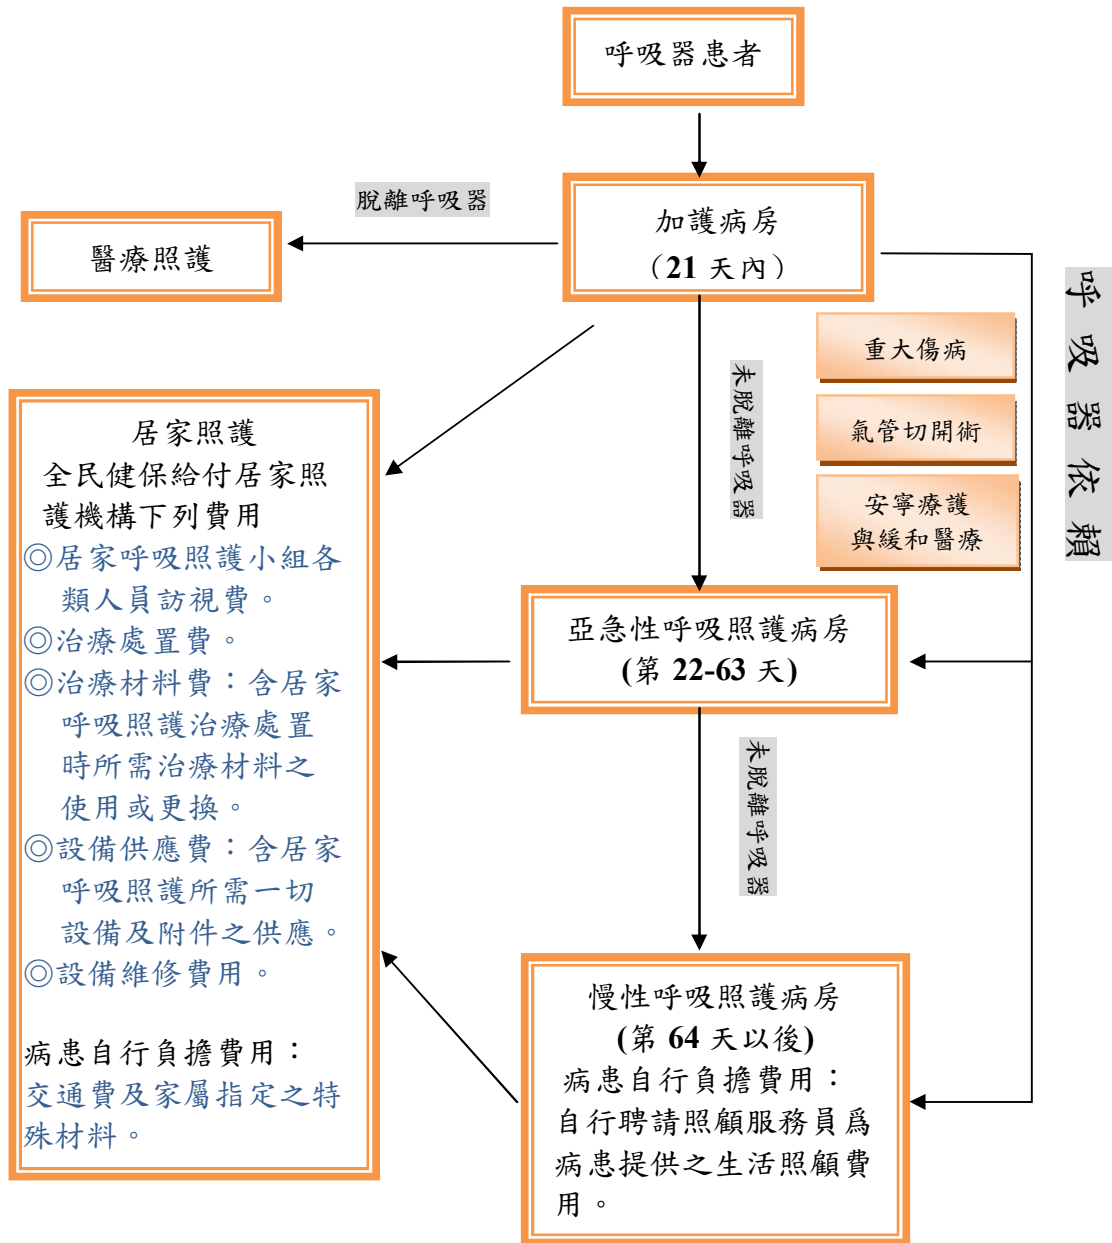 呼吸器患者
脫離呼吸器
加護病房
（21 天內）
醫療照護
呼吸器依賴
重大傷病
氣管切開術
安寧療護
與緩和醫療
未脫離呼吸器
居家照護
全民健保給付居家照
護機構下列費用
◎居家呼吸照護小組各
類人員訪視費。
◎治療處置費。
◎治療材料費：含居家
呼吸照護治療處置
時所需治療材料之
使用或更換。
◎設備供應費：含居家
呼吸照護所需一切
設備及附件之供應。
◎設備維修費用。
病患自行負擔費用：
交通費及家屬指定之特
殊材料。
亞急性呼吸照護病房
(第 22-63 天)
未脫離呼吸器
慢性呼吸照護病房
(第 64 天以後)
病患自行負擔費用：
自行聘請照顧服務員爲
病患提供之生活照顧費
用。